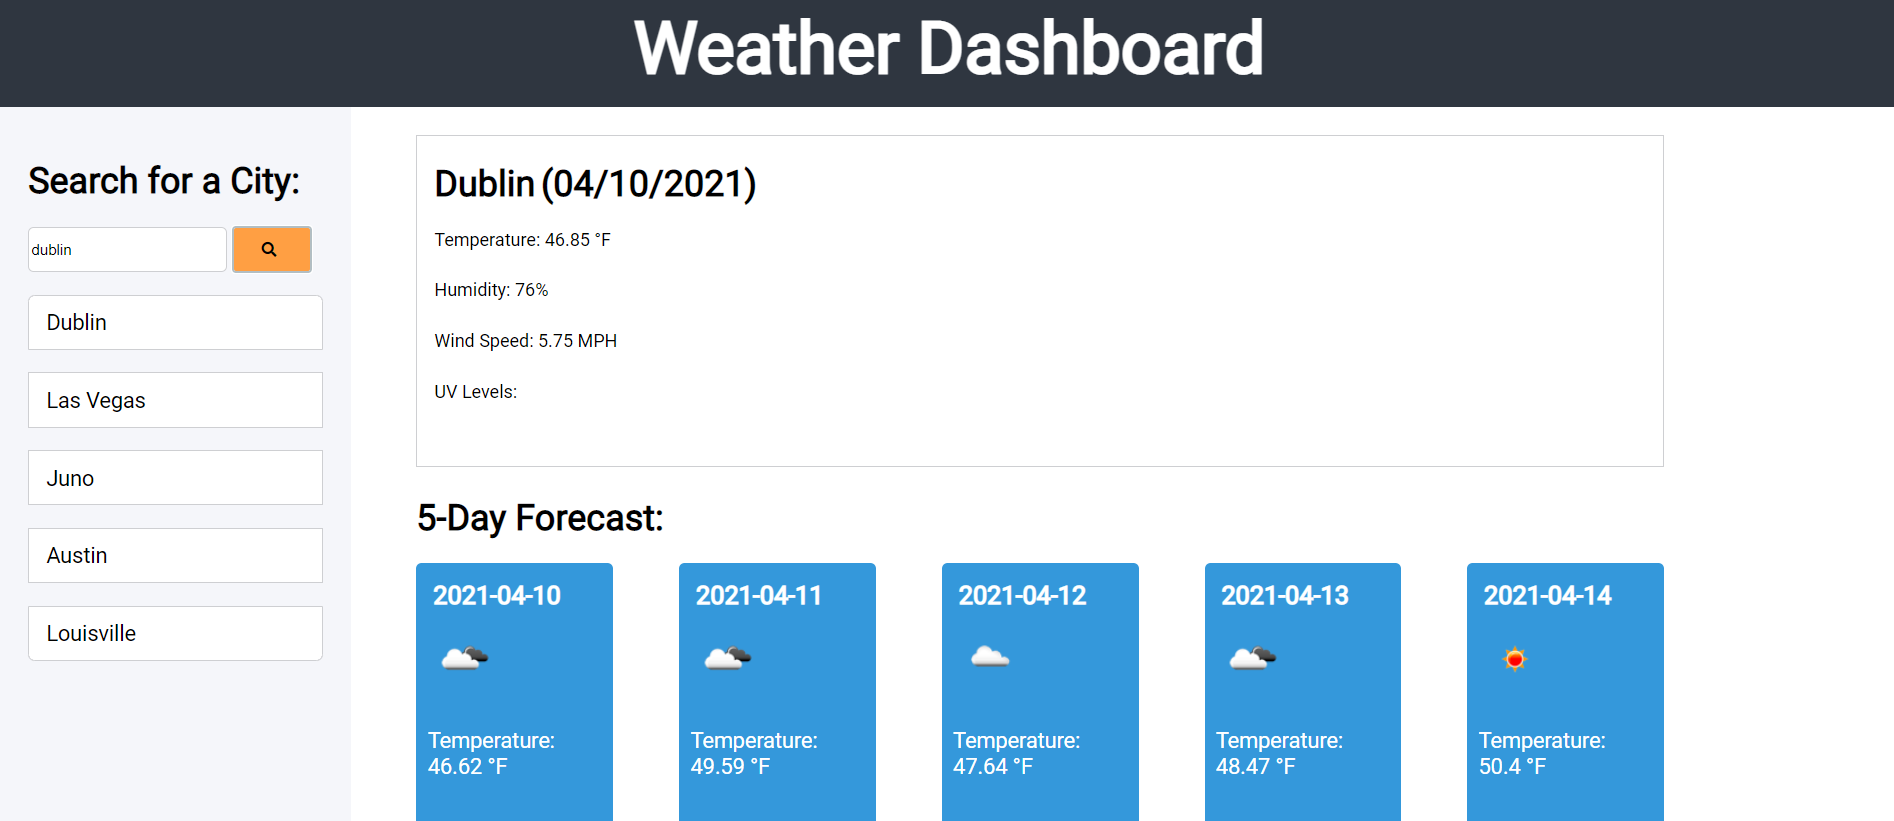 Weather Dashboard
Search for a City:
dublin
Dublin
Las Vegas
Juno
Austin
Louisville
Dublin (04/10/2021)
Temperature: 46.85 °F
Humidity: 76%
Wind Speed: 5.75 MPH
UV Levels:
5-Day Forecast:
2021-04-10
Temperature:
46.62 °F
2021-04-11
Temperature:
49.59 °F
2021-04-12
Temperature:
47.64 °F
2021-04-13
Temperature:
48.47 °F
2021-04-14
Temperature:
50.4 °F